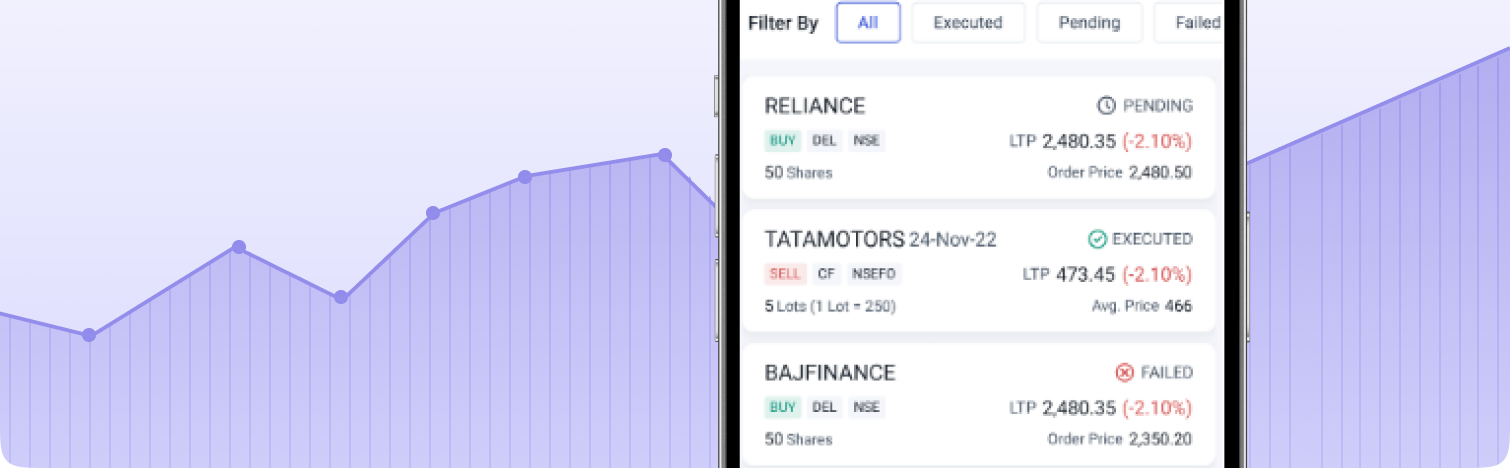 Filter By All Executed Pending Failed
RELIANCE PENDING
BUY DEL NSE LTP 2,480.35 (-2.10%)
50 Shares Order Price 2,480.50
TATAMOTORS 24-Nov-22 EXECUTED
SELL CF NSEFO LTP 473.45 (-2.10%)
5 Lots (1 Lot = 250) Avg. Price 466
BAJFINANCE FAILED
BUY DEL NSE LTP 2,480.35 (-2.10%)
50 Shares Order Price 2,350.20